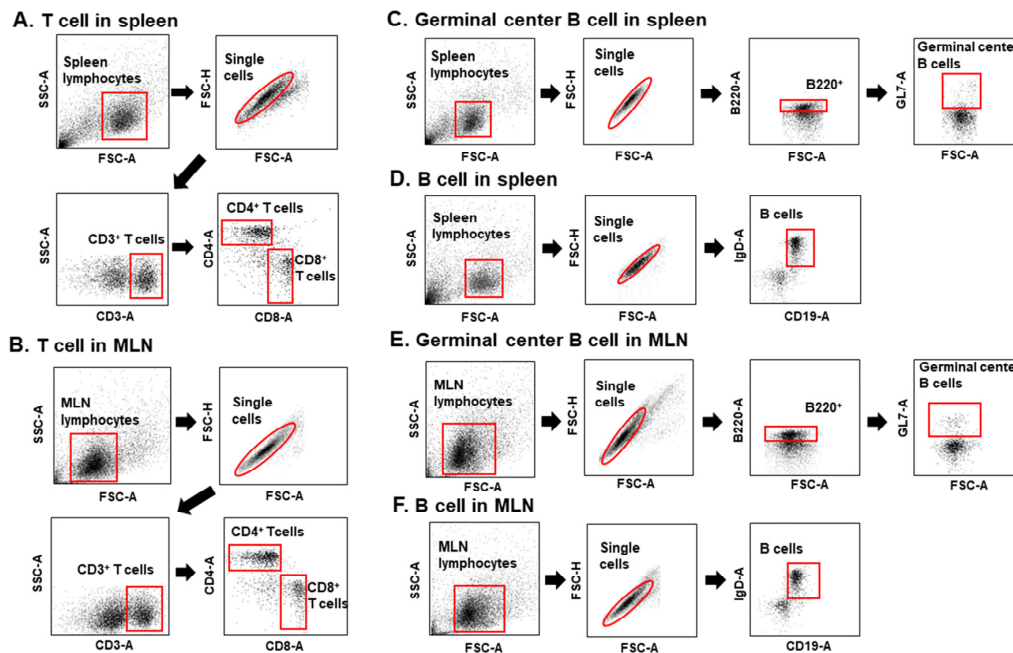 A. T cell in spleen
SSC-A
Spleen
lymphocytes
FSC-A
FSC-H
Single
cells
FSC-A
SSC-A
CD3⁺ T cells
CD3-A
CD4-A
CD4⁺ T cells
CD8⁺
T cells
CD8-A
B. T cell in MLN
SSC-A
MLN
lymphocytes
FSC-A
FSC-H
Single
cells
FSC-A
SSC-A
CD3⁺ T cells
CD3-A
CD4-A
CD4⁺ Tcells
CD8⁺
T cells
CD8-A
C. Germinal center B cell in spleen
SSC-A
Spleen
lymphocytes
FSC-A
FSC-H
Single
cells
FSC-A
B220-A
B220⁺
FSC-A
GL7-A
Germinal center
B cells
FSC-A
D. B cell in spleen
SSC-A
Spleen
lymphocytes
FSC-A
FSC-H
Single
cells
FSC-A
IgD-A
B cells
CD19-A
E. Germinal center B cell in MLN
SSC-A
MLN
lymphocytes
FSC-A
FSC-H
Single
cells
FSC-A
B220-A
B220⁺
FSC-A
GL7-A
Germinal center
B cells
FSC-A
F. B cell in MLN
SSC-A
MLN
lymphocytes
FSC-A
FSC-H
Single
cells
FSC-A
IgD-A
B cells
CD19-A